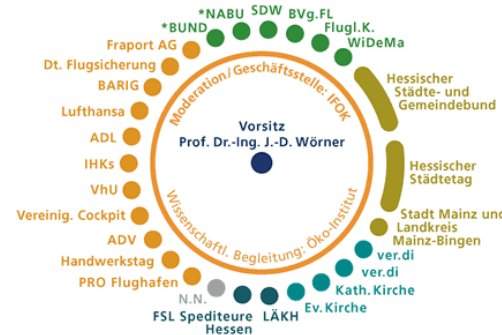 *NABU
SDW
BVg.FL
Flugl.K.
WiDeMa
*BUND
Fraport AG
Dt. Flugsicherung
BARIG
Lufthansa
ADL
IHKs
VhU
Vereinig. Cockpit
ADV
Handwerkstag
PRO Flughafen
N.N.
FSL Spediteure
Hessen
LÄKH
Ev. Kirche
Kath. Kirche
ver.di
ver.di
Stadt Mainz und
Landkreis
Mainz-Bingen
Hessischer
Städtetag
Hessischer
Städte- und
Gemeindebund
Moderation/Geschäftsstelle: IFOK
Vorsitz
Prof. Dr.-Ing. J.-D. Wörner
Wissenschaftl. Begleitung: Öko-Institut